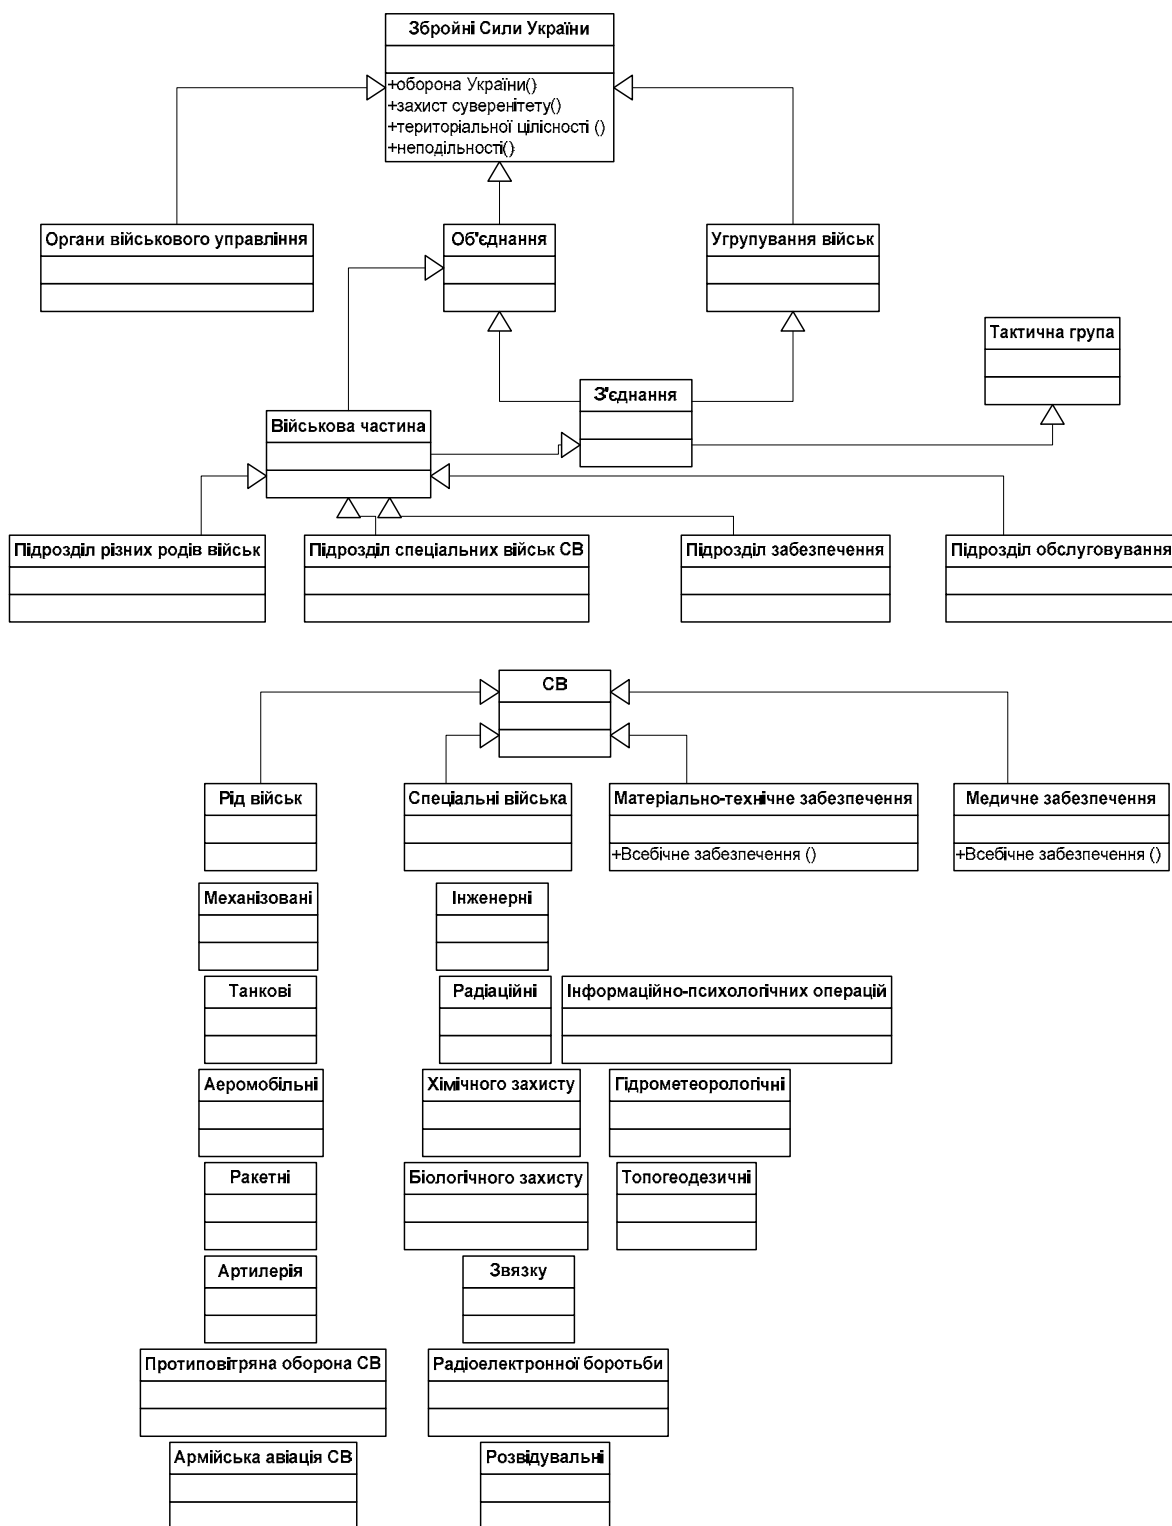 Збройні Сили України
+оборона України()
+захист суверенітету()
+територіальної цілісності ()
+неподільності()
Органи військового управління
Об'єднання
Угрупування військ
Тактична група
З'єднання
Військова частина
Підрозділ різних родів військ
Підрозділ спеціальних військ СВ
Підрозділ забезпечення
Підрозділ обслуговування
СВ
Рід військ
Спеціальні війська
Матеріально-технічне забезпечення
+Всебічне забезпечення ()
Медичне забезпечення
+Всебічне забезпечення ()
Механізовані
Інженерні
Танкові
Радіаційні
Інформаційно-психологічних операцій
Аеромобільні
Хімічного захисту
Гідрометеорологічні
Ракетні
Біологічного захисту
Топогеодезичні
Артилерія
Звязку
Протиповітряна оборона СВ
Радіоелектронної боротьби
Армійська авіація СВ
Розвідувальні